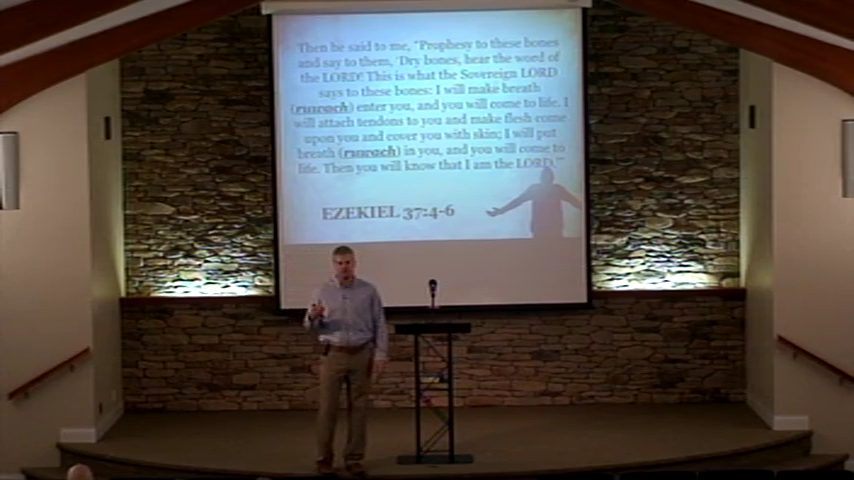 Then he said to me, "Prophesy to these bones
and say to them, 'Dry bones, hear the word of
the LORD! This is what the Sovereign LORD
says to these bones: I will make breath
(ruwach) enter you, and you will come to life. I
will attach tendons to you and make flesh come
upon you and cover you with skin; I will put
breath (ruwach) in you, and you will come to
life. Then you will know that I am the LORD.'"
EZEKIEL 37:4-6